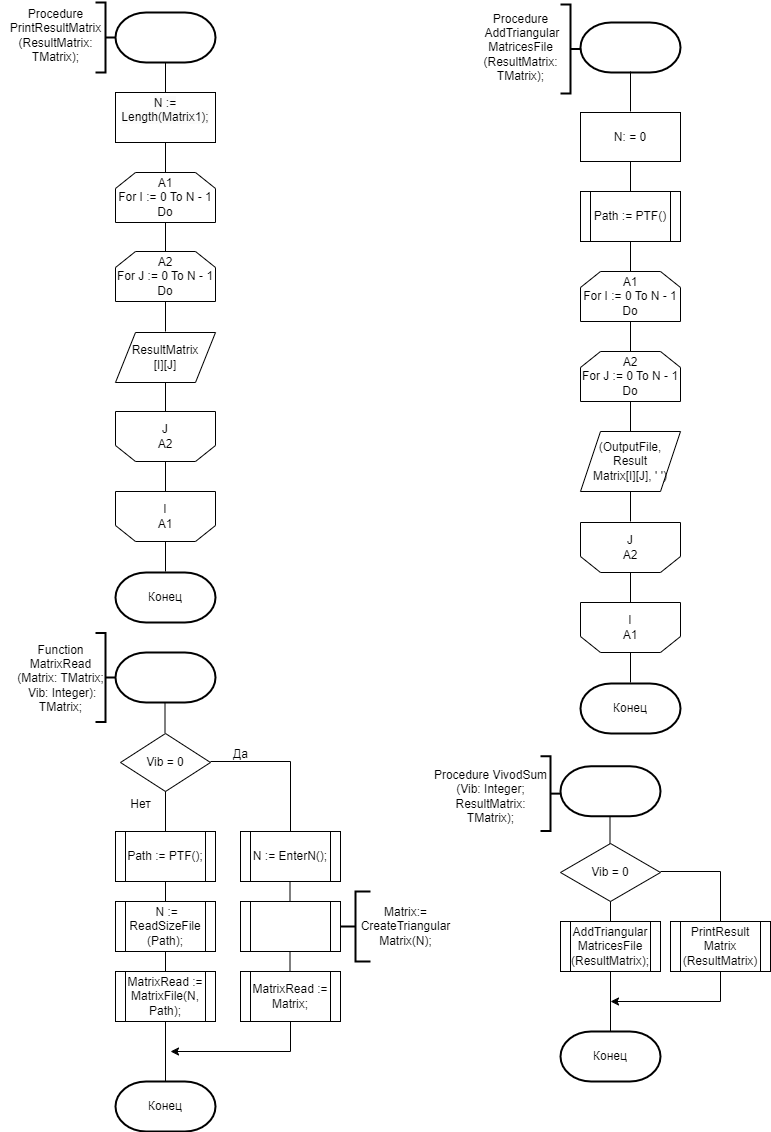 Procedure
PrintResultMatrix
(ResultMatrix:
TMatrix);
N :=
Length(Matrix1);
A1
For I := 0 To N - 1
Do
A2
For J := 0 To N - 1
Do
ResultMatrix
[I][J]
J
A2
I
A1
Конец
Procedure
AddTriangular
MatricesFile
(ResultMatrix:
TMatrix);
N: = 0
Path := PTF()
A1
For I := 0 To N - 1
Do
A2
For J := 0 To N - 1
Do
(OutputFile,
Result
Matrix[I][J], ' ')
J
A2
I
A1
Конец
Function
MatrixRead
(Matrix: TMatrix;
Vib: Integer):
TMatrix;
Vib = 0
Да
Нет
Path := PTF();
N := EnterN();
N :=
ReadSizeFile
(Path);
Matrix:=
CreateTriangular
Matrix(N);
MatrixRead :=
MatrixFile(N,
Path);
MatrixRead :=
Matrix;
Конец
Procedure VivodSum
(Vib: Integer;
ResultMatrix:
TMatrix);
Vib = 0
AddTriangular
MatricesFile
(ResultMatrix);
PrintResult
Matrix
(ResultMatrix)
Конец